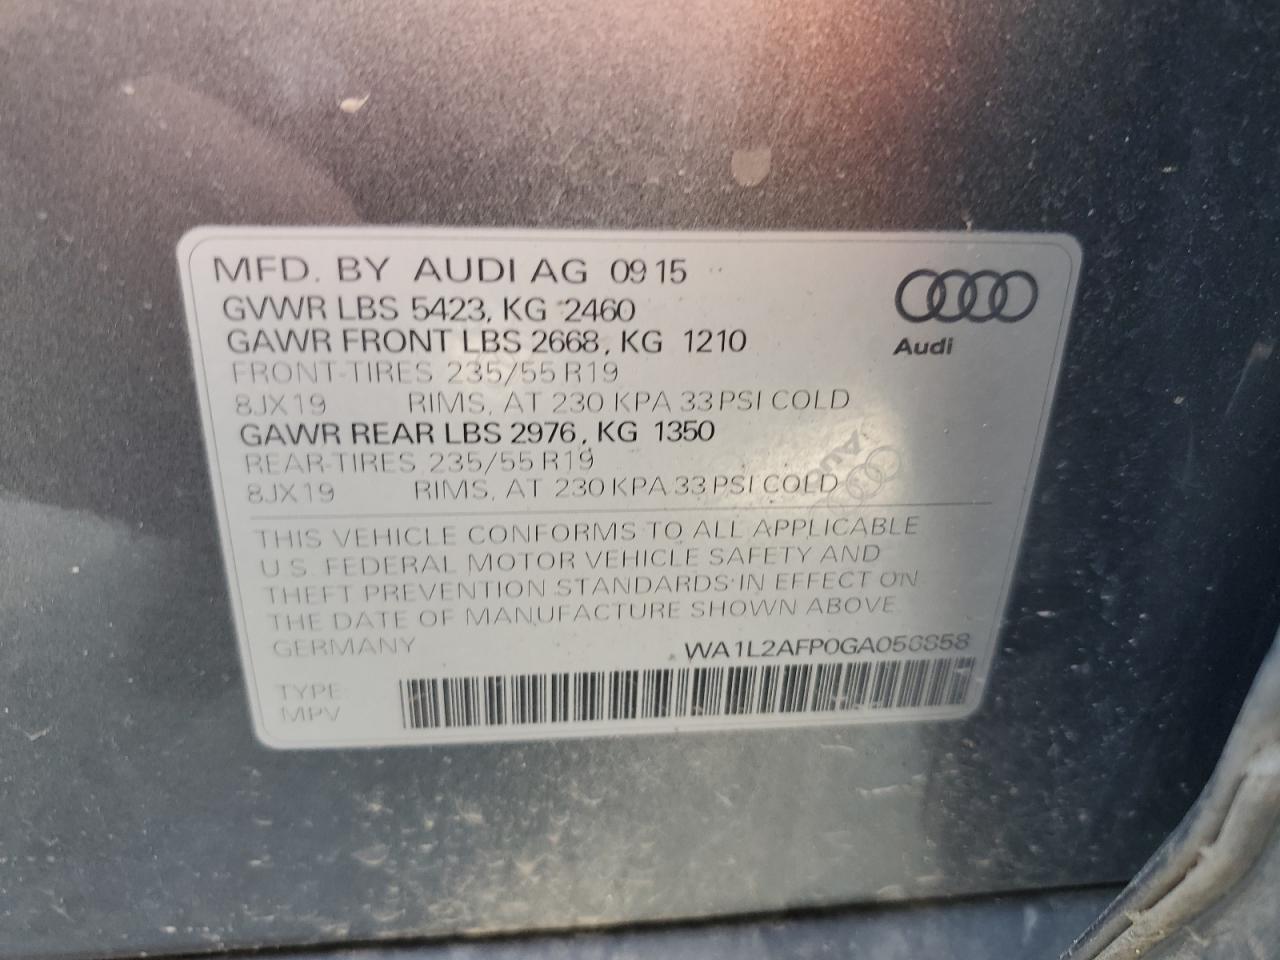 MFD. BY AUDI AG 09 15
GVWR LBS 5423, KG 2460
GAWR FRONT LBS 2668, KG 1210
FRONT-TIRES 235/55 R19
8JX19 RIMS, AT 230 KPA 33 PSI COLD
GAWR REAR LBS 2976, KG 1350
REAR-TIRES 235/55 R19
8JX19 RIMS, AT 230 KPA 33 PSI COLD
Audi
AUDI
THIS VEHICLE CONFORMS TO ALL APPLICABLE
U.S. FEDERAL MOTOR VEHICLE SAFETY AND
THEFT PREVENTION STANDARDS IN EFFECT ON
THE DATE OF MANUFACTURE SHOWN ABOVE
GERMANY WA1L2AFP0GA056858
TYPE
MPV